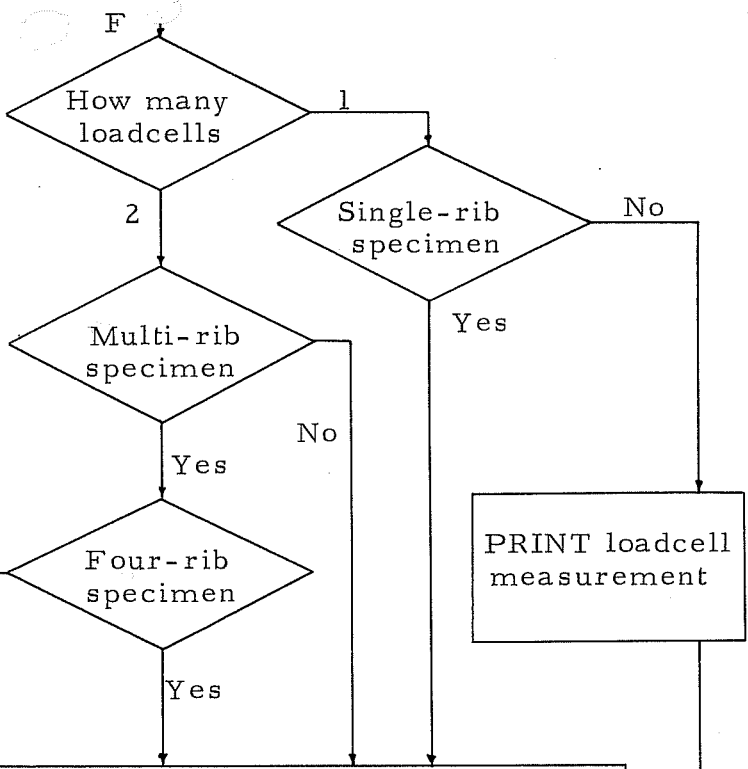 F
How many
loadcells
1
2
Single-rib
specimen
No
Yes
Multi-rib
specimen
No
Yes
Four-rib
specimen
Yes
PRINT loadcell
measurement